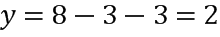 y = 8 − 3 − 3 = 2